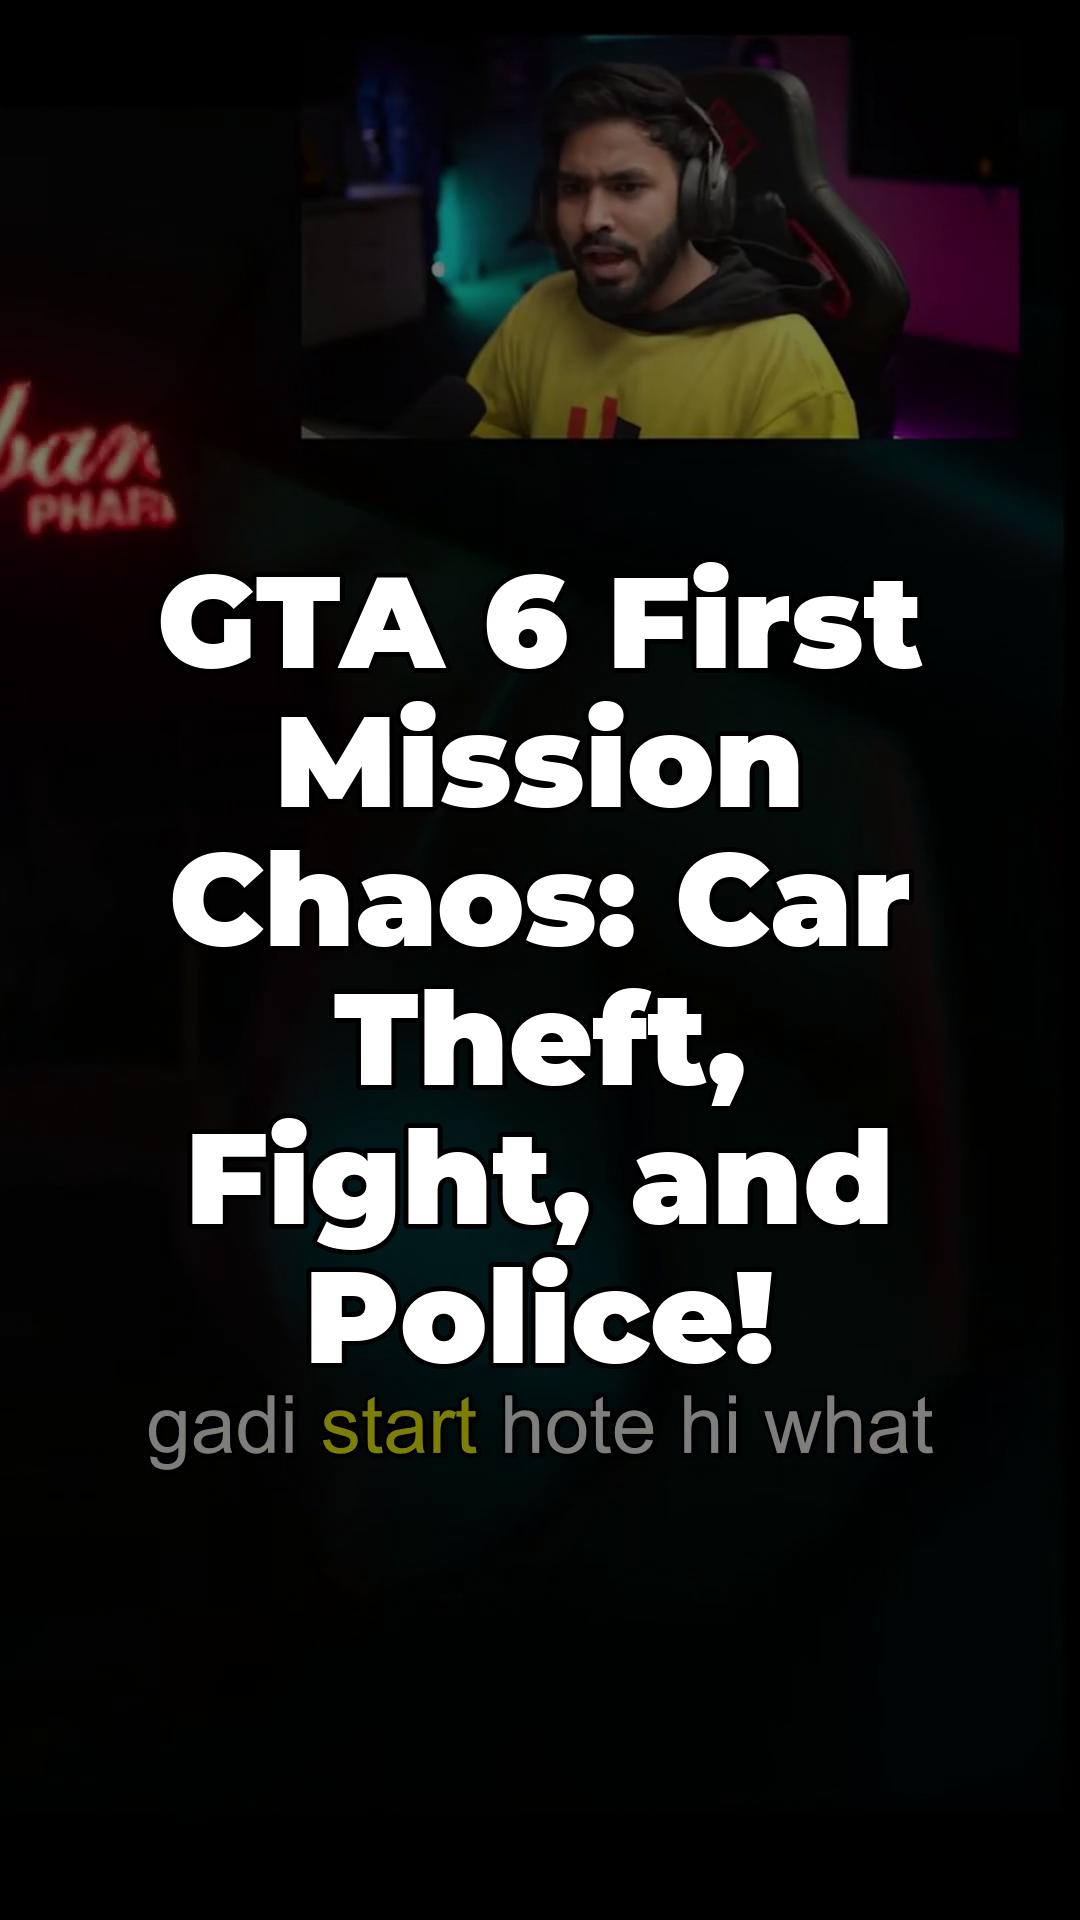 GTA 6 First
Mission
Chaos: Car
Theft,
Fight, and
Police!
gadi start hote hi what